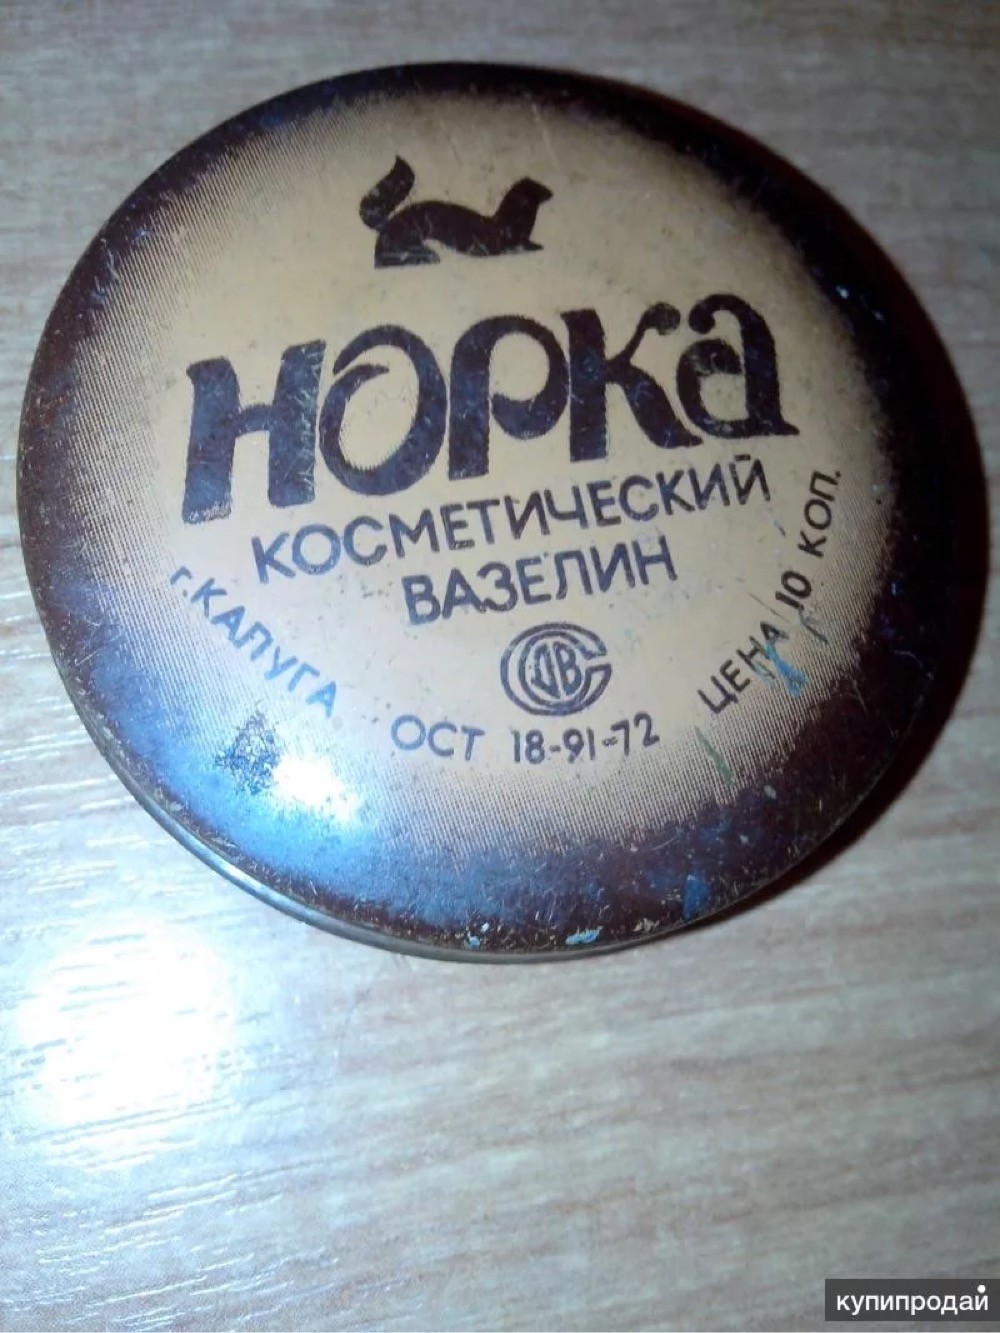 НОРКА
КОСМЕТИЧЕСКИЙ
ВАЗЕЛИН
г. КАЛУГА
ОСТ 18-91-72
ЦЕНА 10 КОП.
купипродай